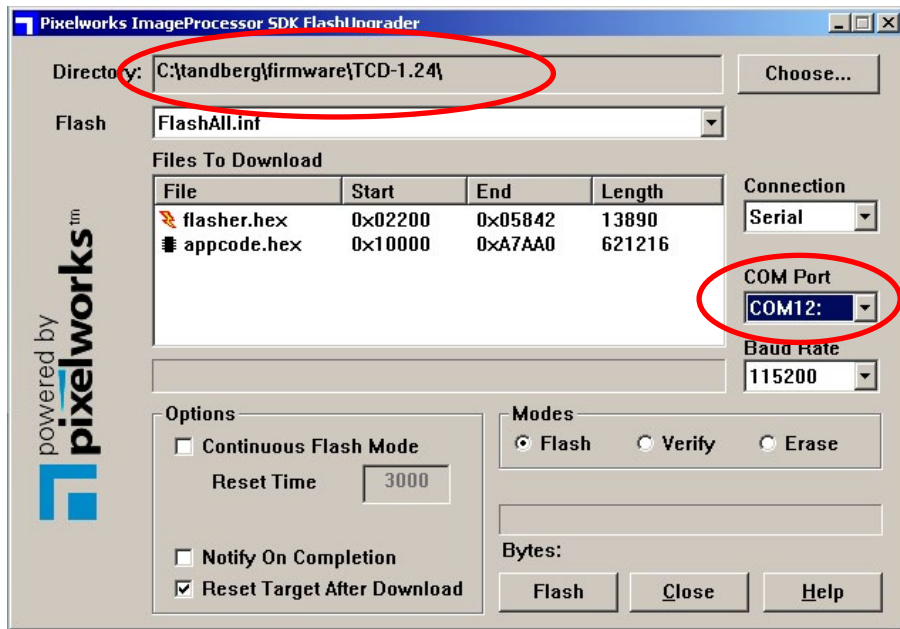 Pixelworks ImageProcessor SDK FlashUpgrader
Directory: C:\tandberg\firmware\TCD-1.24\ Choose...
Flash FlashAll.inf
Files To Download
File Start End Length
flasher.hex 0x02200 0x05842 13890
appcode.hex 0x10000 0xA7AA0 621216
Connection
Serial
COM Port
COM12:
Baud Rate
115200
powered by
pixelworks™
Options
Continuous Flash Mode
Reset Time 3000
Notify On Completion
Reset Target After Download
Modes
Flash Verify Erase
Bytes:
Flash Close Help